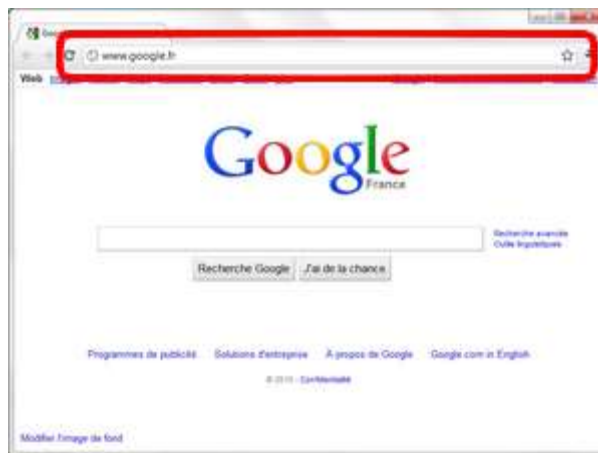 www.google.fr
Web
Google
France
Recherche avancée
Outils linguistiques
Recherche Google J'ai de la chance
Programmes de publicité Solutions d'entreprise À propos de Google Google.com in English
© 2010 - Confidentialité
Modifier l'image de fond